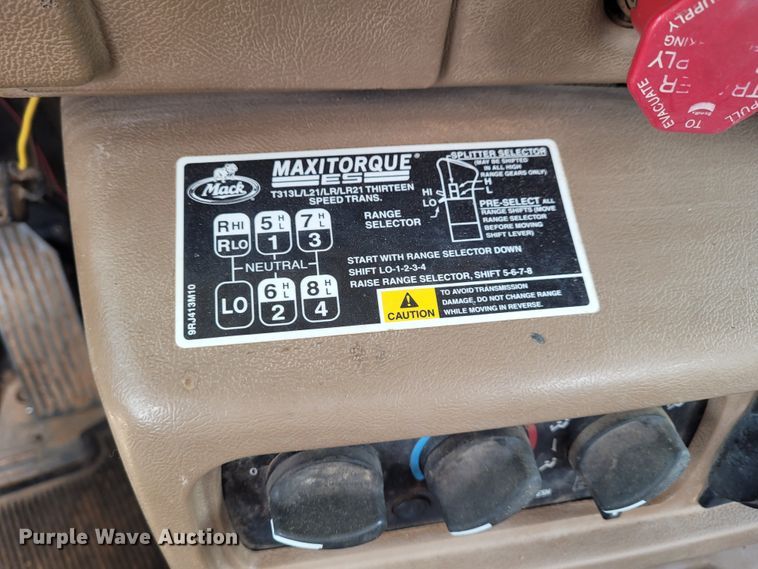 SUPPLY
EVACUATE
TO
PULL
Mack
MAXITORQUE
ES
T313L/L21/LR/LR21 THIRTEEN
SPEED TRANS.
SPLITTER SELECTOR
(MAY BE SHIFTED
IN ALL HIGH
RANGE GEARS ONLY)
HI
LO
H
L
RANGE
SELECTOR
PRE-SELECT ALL
RANGE SHIFTS (MOVE
RANGE SELECTOR
BEFORE MOVING
SHIFT LEVER)
R HI
R LO
5 H L
1
7 H L
3
NEUTRAL
LO
6 H L
2
8 H L
4
START WITH RANGE SELECTOR DOWN
SHIFT LO-1-2-3-4
RAISE RANGE SELECTOR, SHIFT 5-6-7-8
CAUTION
TO AVOID TRANSMISSION
DAMAGE, DO NOT CHANGE RANGE
WHILE MOVING IN REVERSE.
9RJ413M10
Purple Wave Auction